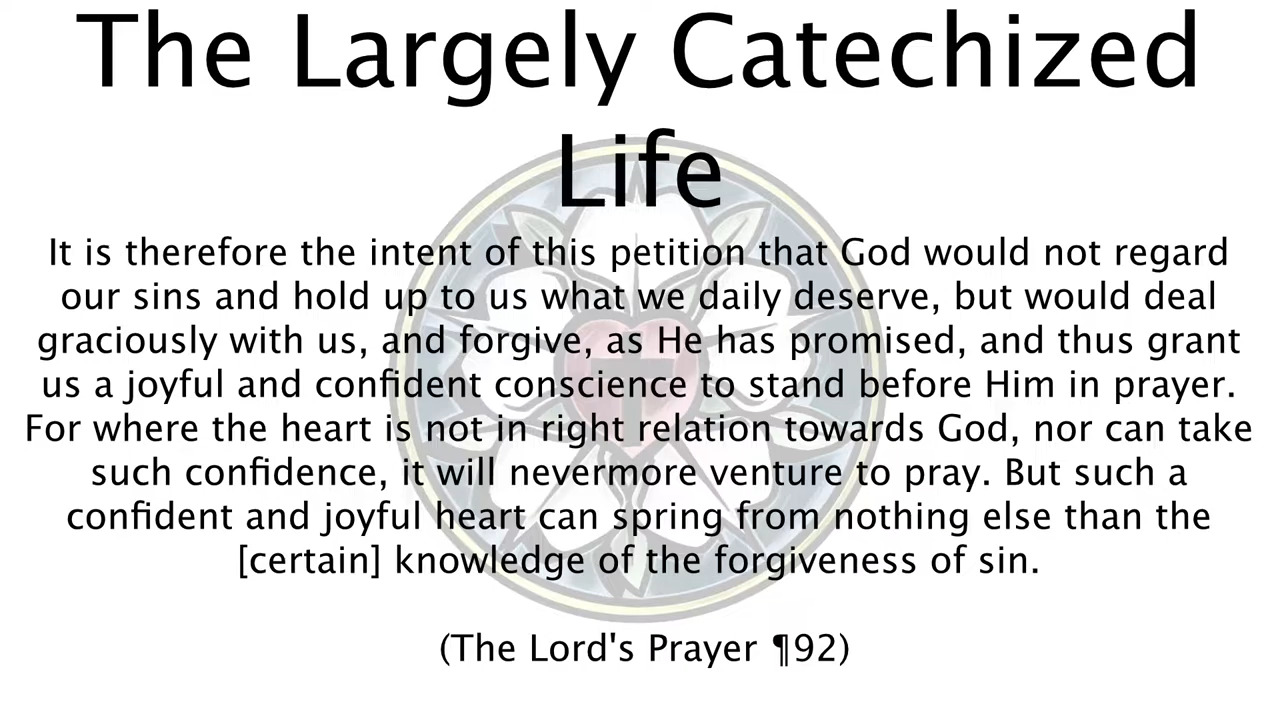 The Largely Catechized
Life
It is therefore the intent of this petition that God would not regard
our sins and hold up to us what we daily deserve, but would deal
graciously with us, and forgive, as He has promised, and thus grant
us a joyful and confident conscience to stand before Him in prayer.
For where the heart is not in right relation towards God, nor can take
such confidence, it will nevermore venture to pray. But such a
confident and joyful heart can spring from nothing else than the
[certain] knowledge of the forgiveness of sin.
(The Lord's Prayer ¶92)